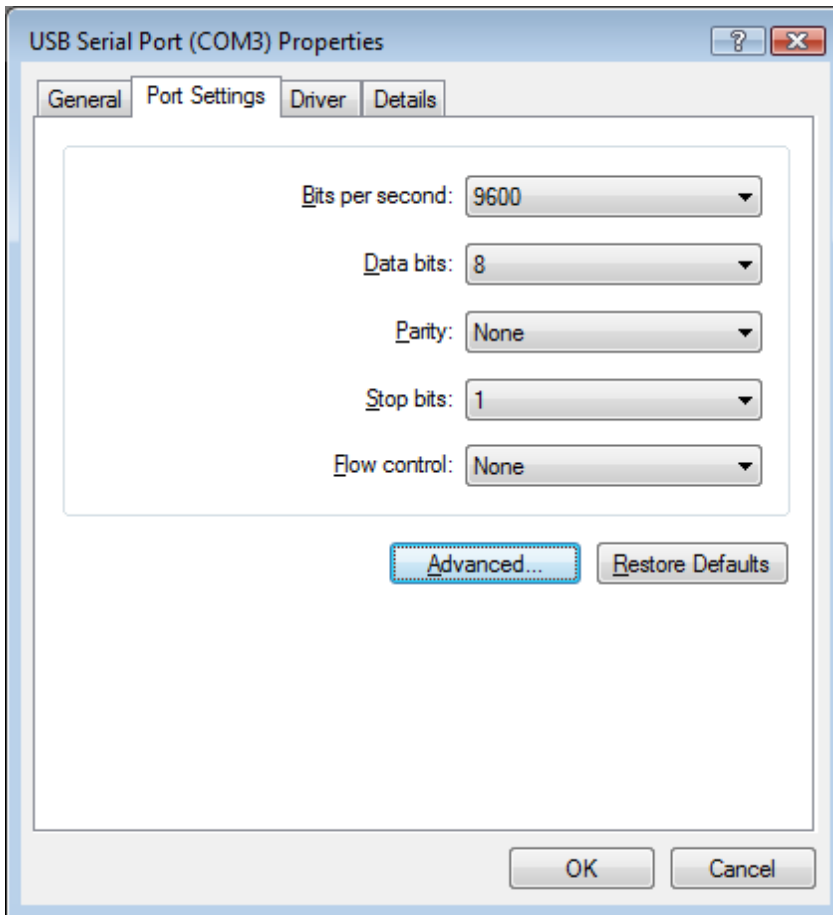 USB Serial Port (COM3) Properties
General Port Settings Driver Details
Bits per second: 9600
Data bits: 8
Parity: None
Stop bits: 1
Flow control: None
Advanced... Restore Defaults
OK Cancel